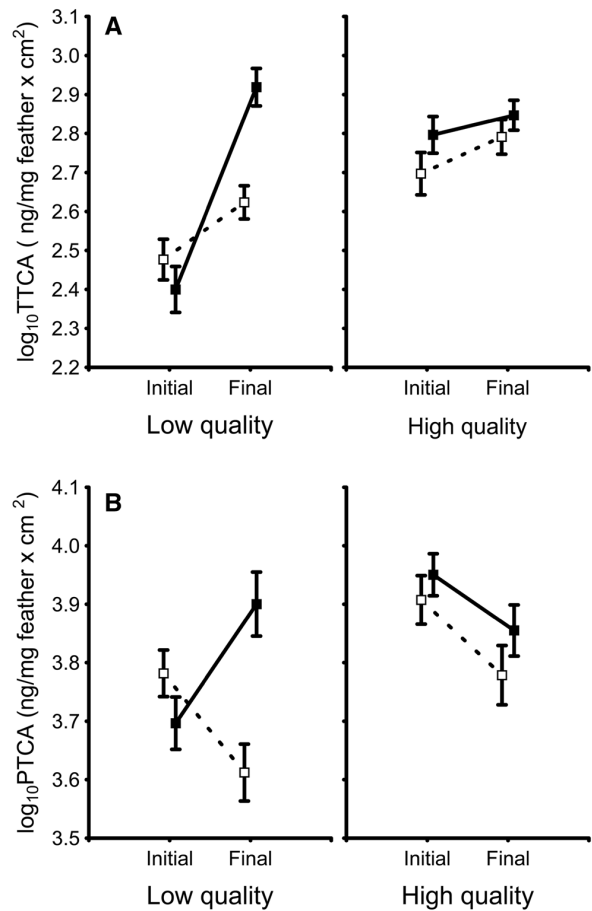 A
log10TTCA ( ng/mg feather x cm2)
3.1
3.0
2.9
2.8
2.7
2.6
2.5
2.4
2.3
2.2
Initial Final Initial Final
Low quality High quality
B
log10PTCA (ng/mg feather x cm 2)
4.1
4.0
3.9
3.8
3.7
3.6
3.5
Initial Final Initial Final
Low quality High quality